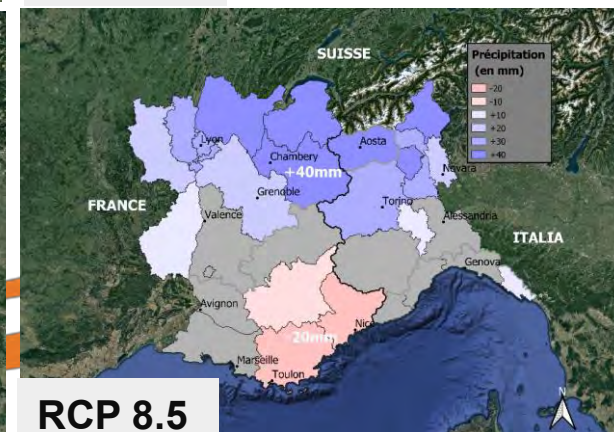 SUISSE
Précipitation
(en mm)
-20
-10
+10
+20
+30
+40
Lyon
Aosta
Chambery
+40mm
Novara
Grenoble
FRANCE
Valence
Torino
Alessandria
ITALIA
Genova
Avignon
Nice
20mm
Marseille
Toulon
N
RCP 8.5